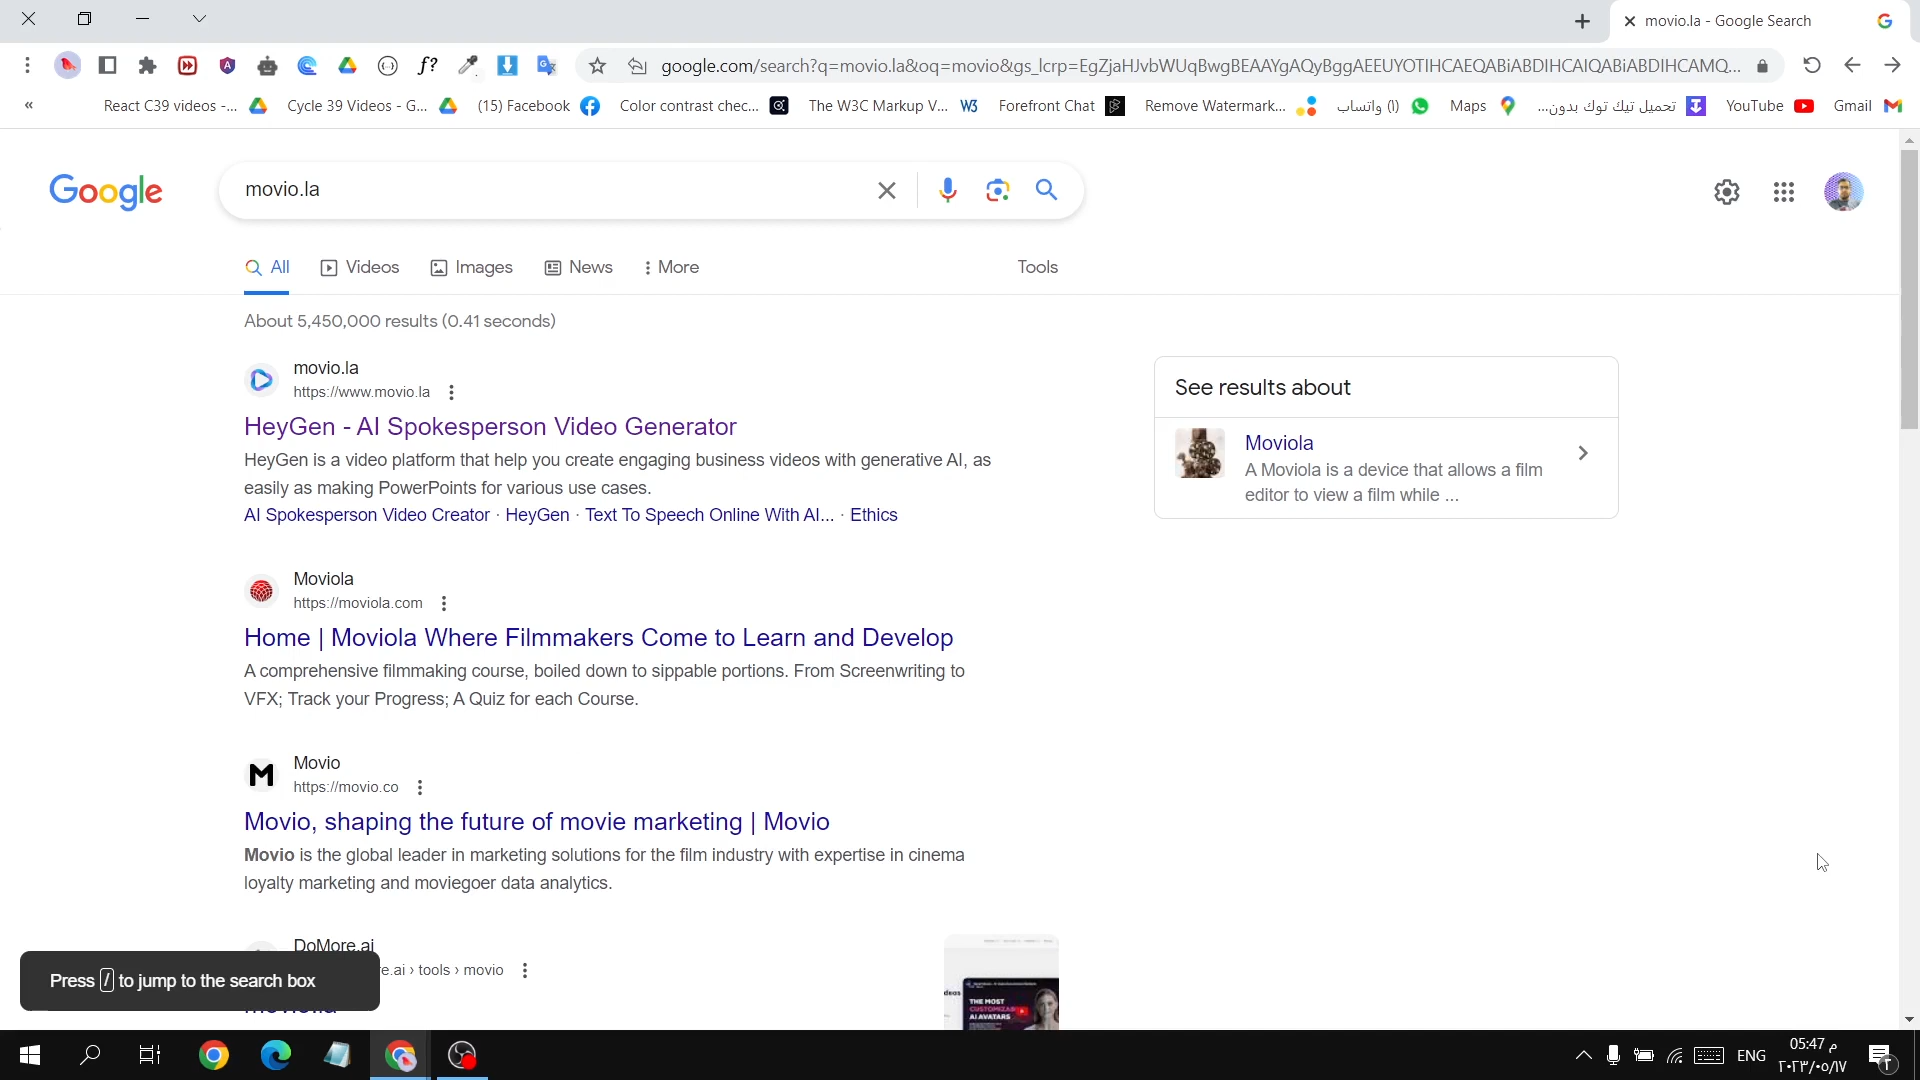 movio.la - Google Search
google.com/search?q=movio.la&oq=movio&gs_lcrp=EgZjaHJvbWUqBwgBEAAYgAQyBggAEEUYOTIHCAEQABiABDIHCAIQABiABDIHCAMQ...
React C39 videos -... Cycle 39 Videos - G... (15) Facebook Color contrast chec... The W3C Markup V... Forefront Chat Remove Watermark... (١) واتساب Maps تحميل تيك توك بدون... YouTube Gmail
Google
movio.la
All Videos Images News More Tools
About 5,450,000 results (0.41 seconds)
movio.la
https://www.movio.la
HeyGen - AI Spokesperson Video Generator
HeyGen is a video platform that help you create engaging business videos with generative AI, as
easily as making PowerPoints for various use cases.
AI Spokesperson Video Creator · HeyGen · Text To Speech Online With AI... · Ethics
See results about
Moviola
A Moviola is a device that allows a film
editor to view a film while ...
Moviola
https://moviola.com
Home | Moviola Where Filmmakers Come to Learn and Develop
A comprehensive filmmaking course, boiled down to sippable portions. From Screenwriting to
VFX; Track your Progress; A Quiz for each Course.
Movio
https://movio.co
Movio, shaping the future of movie marketing | Movio
Movio is the global leader in marketing solutions for the film industry with expertise in cinema
loyalty marketing and moviegoer data analytics.
DoMore.ai
re.ai › tools › movio
THE MOST
CUSTOMIZABLE
AI AVATARS
Press / to jump to the search box
ENG
05:47 م
٢٠٢٣/٠٥/١٧
٢